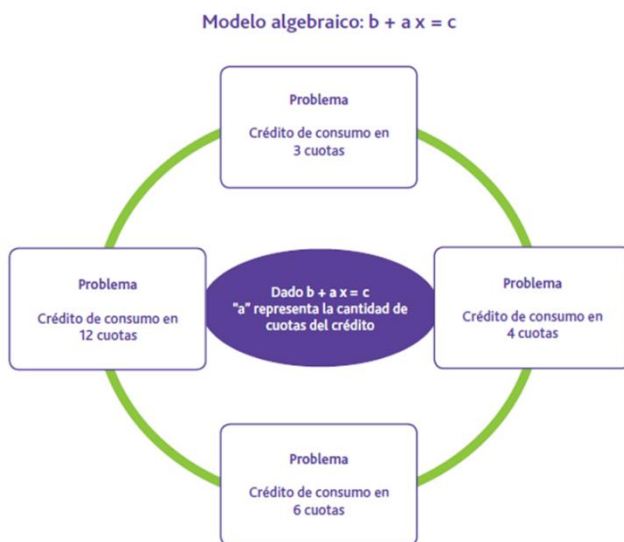 Modelo algebraico: b + a x = c
Problema
Crédito de consumo en
3 cuotas
Problema
Crédito de consumo en
12 cuotas
Dado b + a x = c
"a" representa la cantidad de
cuotas del crédito
Problema
Crédito de consumo en
4 cuotas
Problema
Crédito de consumo en
6 cuotas